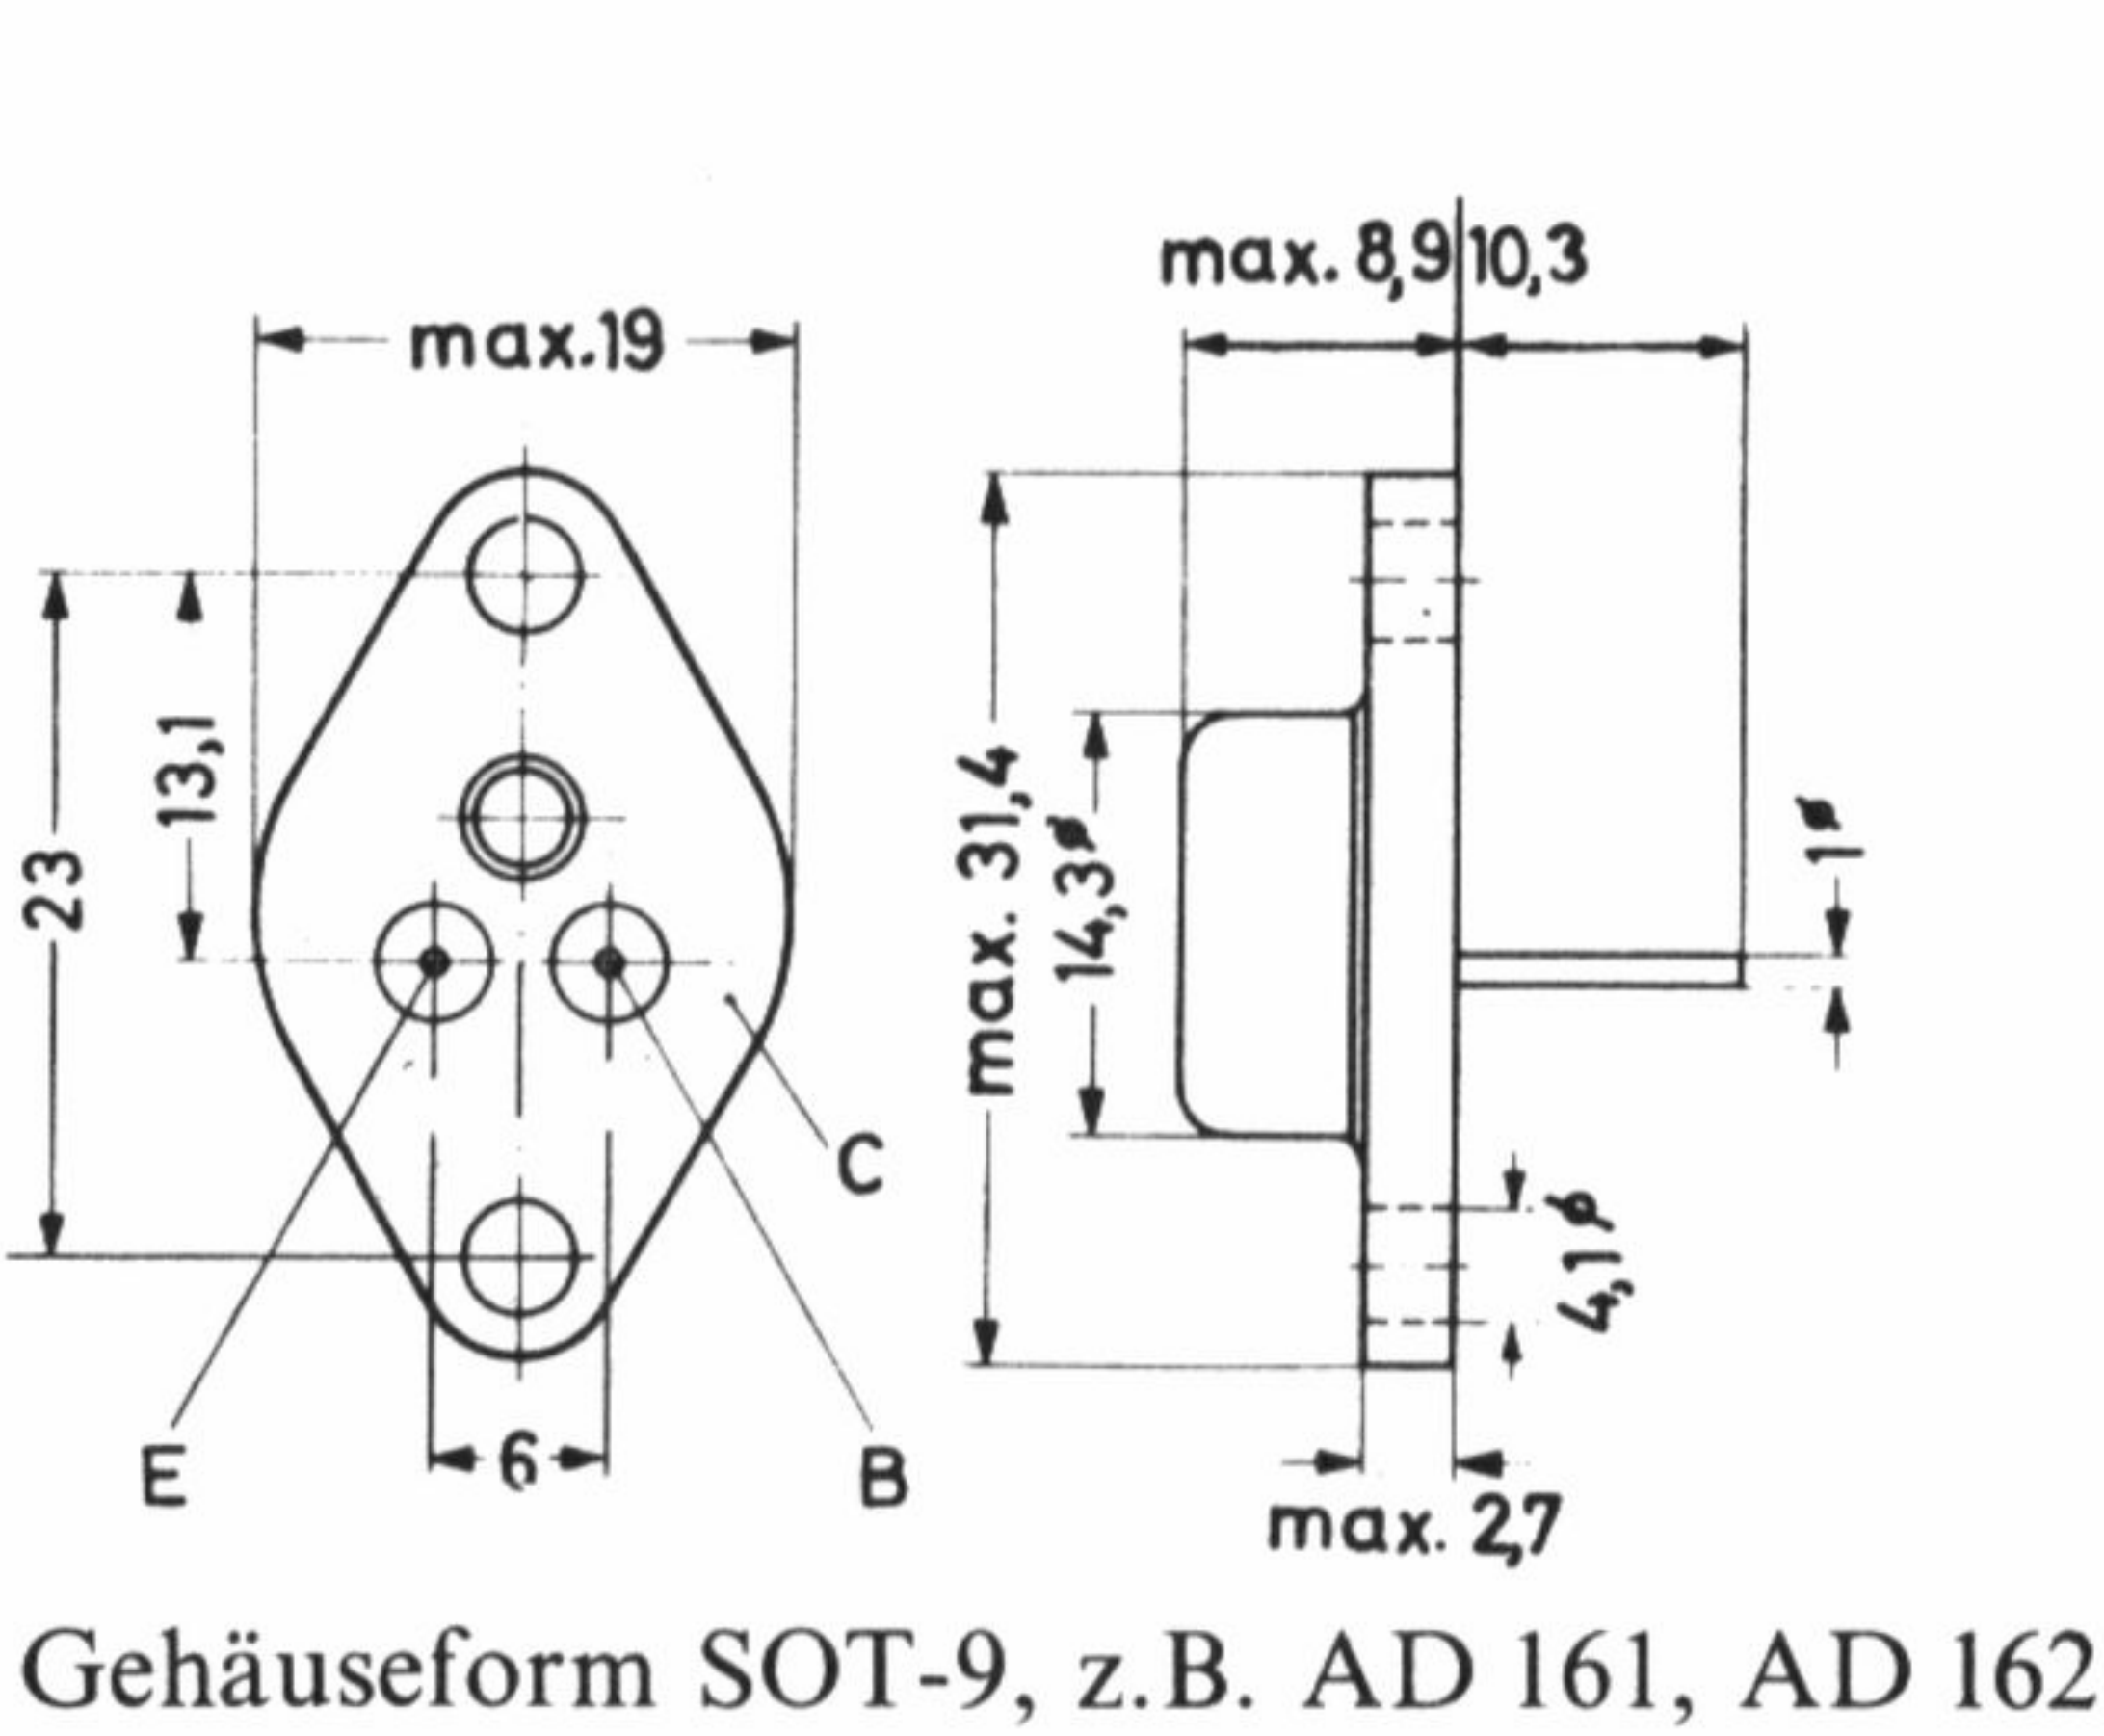 max. 8,9 10,3
max.19
13,1
23
max. 31,4
14,3ø
1ø
C
4,1ø
E
6
B
max. 2,7
Gehäuseform SOT-9, z.B. AD 161, AD 162